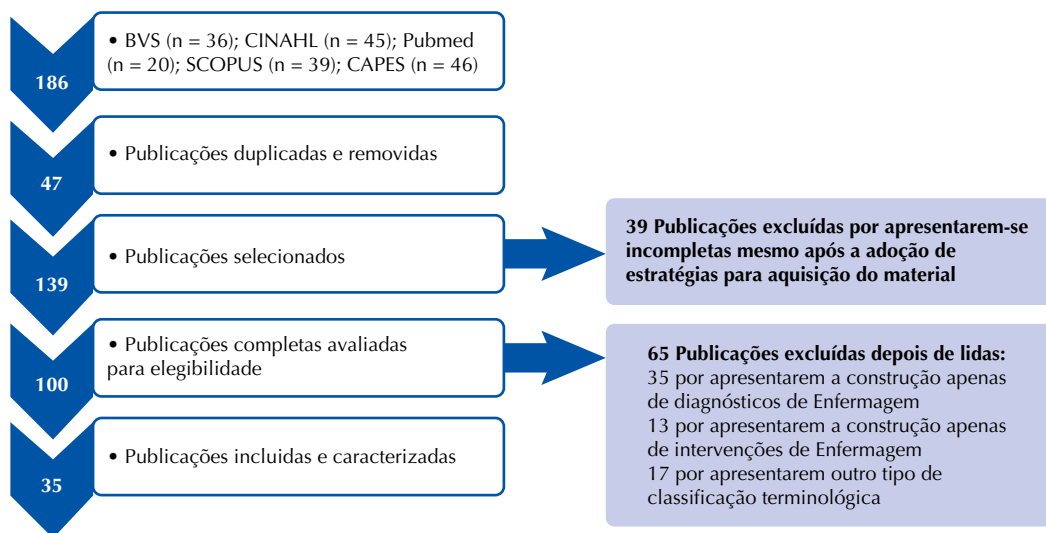 186
• BVS (n = 36); CINAHL (n = 45); Pubmed
(n = 20); SCOPUS (n = 39); CAPES (n = 46)
47
• Publicações duplicadas e removidas
139
• Publicações selecionados
39 Publicações excluídas por apresentarem-se
incompletas mesmo após a adoção de
estratégias para aquisição do material
100
• Publicações completas avaliadas
para elegibilidade
65 Publicações excluídas depois de lidas:
35 por apresentarem a construção apenas
de diagnósticos de Enfermagem
13 por apresentarem a construção apenas
de intervenções de Enfermagem
17 por apresentarem outro tipo de
classificação terminológica
35
• Publicações incluidas e caracterizadas